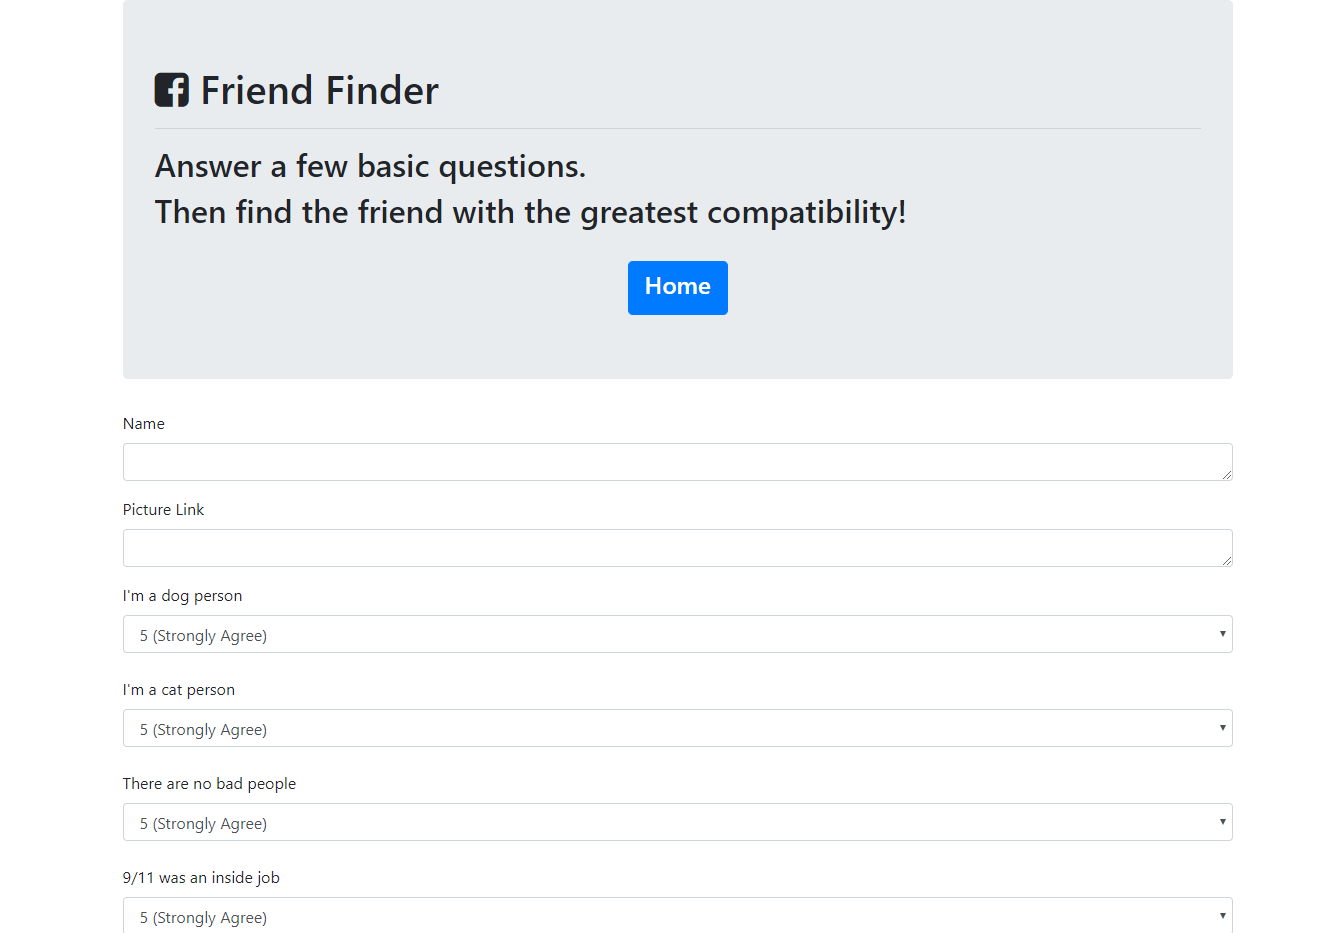 Friend Finder
Answer a few basic questions.
Then find the friend with the greatest compatibility!
Home
Name
Picture Link
I'm a dog person
5 (Strongly Agree)
I'm a cat person
5 (Strongly Agree)
There are no bad people
5 (Strongly Agree)
9/11 was an inside job
5 (Strongly Agree)